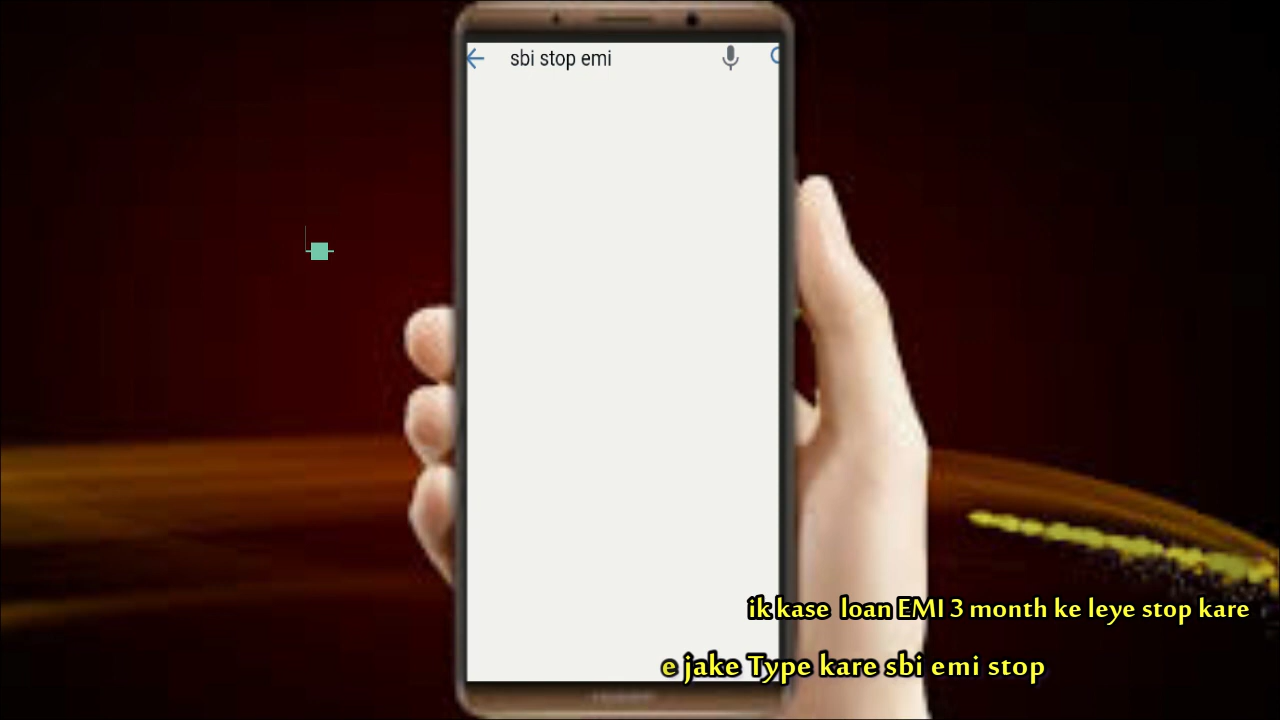 sbi stop emi
ik kase loan EMI 3 month ke leye stop kare
e jake Type kare sbi emi stop